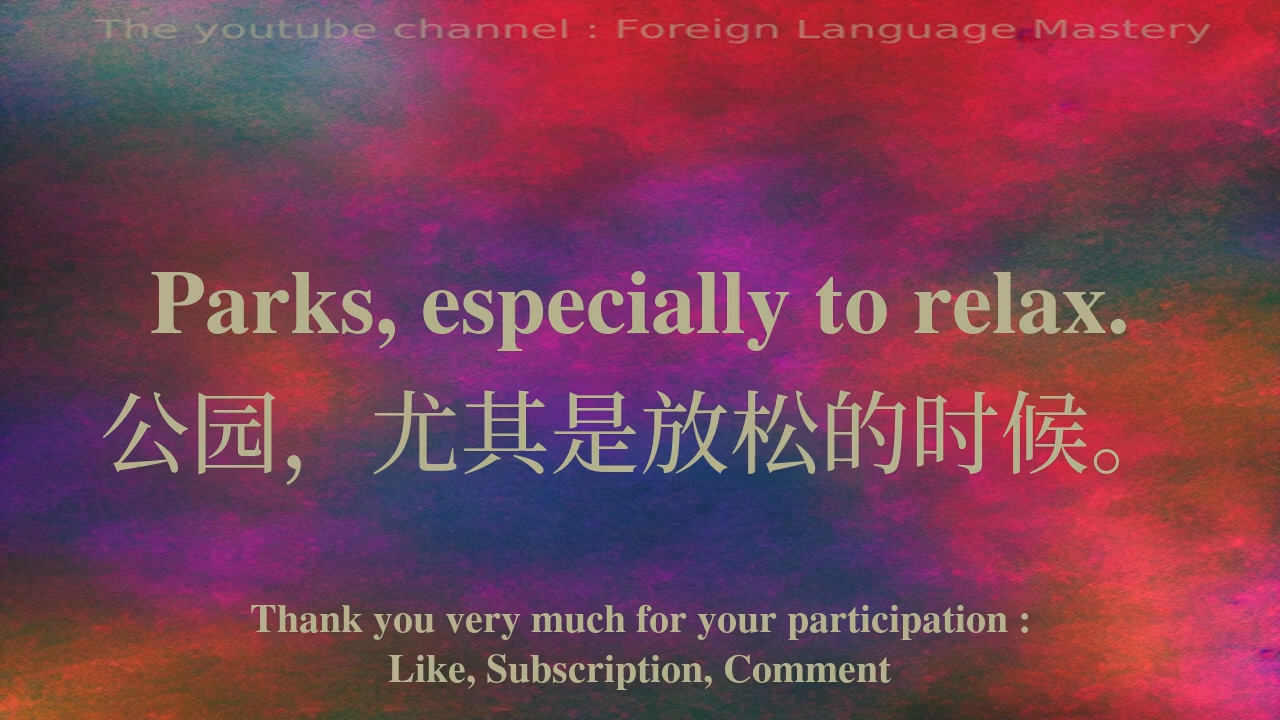 The youtube channel : Foreign Language Mastery
Parks, especially to relax.
公园，尤其是放松的时候。
Thank you very much for your participation :
Like, Subscription, Comment